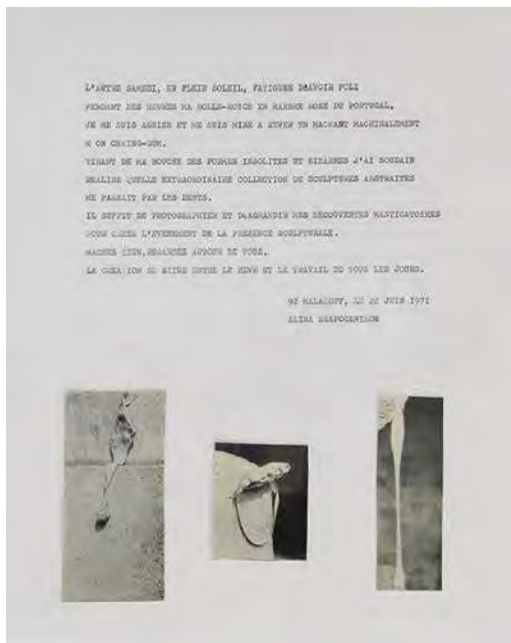 L'AUTRE SAMEDI, EN PLEIN SOLEIL, FATIGUEE D'AVOIR POLI
PENDANT DES HEURES MA ROLLS-ROYCE EN MARBRE ROSE DU PORTUGAL,
JE ME SUIS ASSISE ET ME SUIS MISE A REVER EN MACHANT MACHINALEMENT
M ON CHWING-GUM.
TIRANT DE MA BOUCHE DES FORMES INSOLITES ET BIZARRES J'AI SOUDAIN
REALISE QUELLE EXTRAORDINAIRE COLLECTION DE SCULPTURES ABSTRAITES
ME PASSAIT PAR LES DENTS.
IL SUFFIT DE PHOTOGRAPHIER ET D'AGRANDIR MES DECOUVERTES MASTICATOIRES
POUR CREER L'EVENEMENT DE LA PRESENCE SCULPTURALE.
MACHEZ BIEN, REGARDEZ AUTOUR DE VOUS.
LA CREATION SE SITUE ENTRE LE REVE ET LE TRAVAIL DE TOUS LES JOURS.
92 MALAKOFF, LE 22 JUIN 1971
ALINA SZAPOCZNIKOW